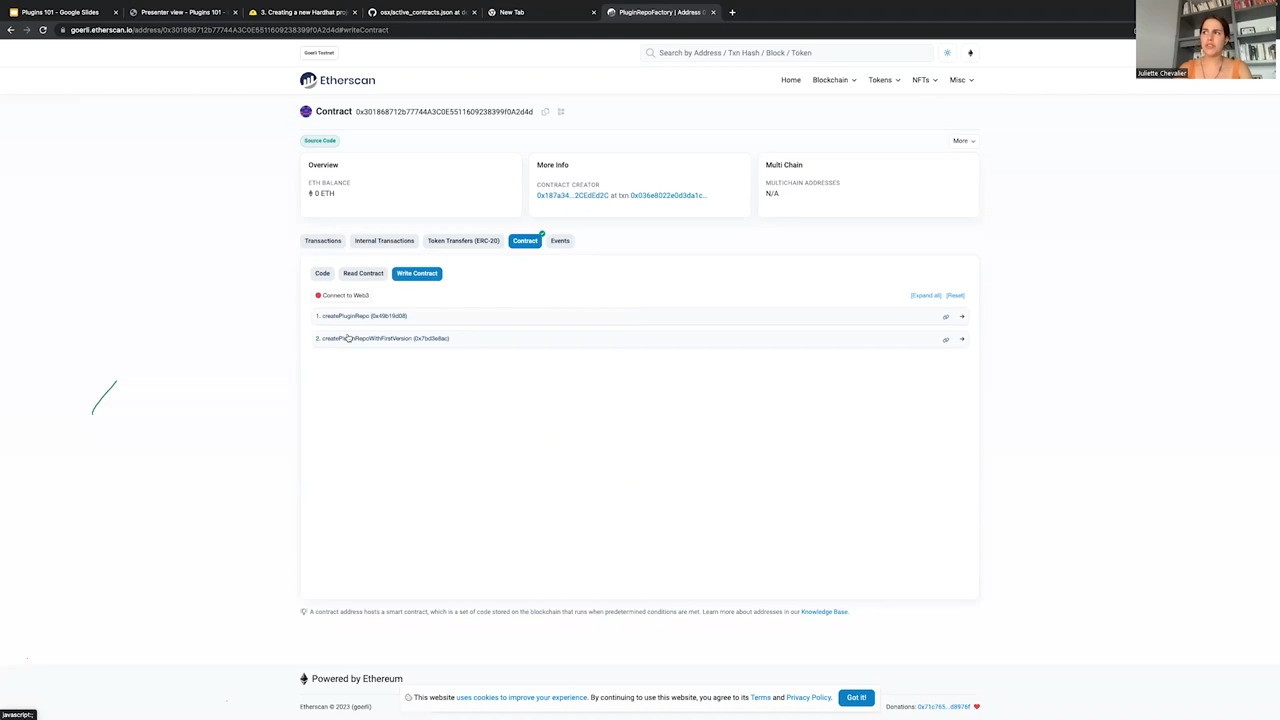 Plugins 101 - Google Slides
Presenter view - Plugins 101 -
3. Creating a new Hardhat pro
osx/active_contracts.json at d
New Tab
PluginRepoFactory | Address 0
goerli.etherscan.io/address/0x301868712b77744A3C0E5511609238399f0A2d4d#writeContract
Juliette Chevalier
Goerli Testnet
Search by Address / Txn Hash / Block / Token
Etherscan
Home Blockchain Tokens NFTs Misc
Contract 0x301868712b77744A3C0E5511609238399f0A2d4d
Source Code
More
Overview
ETH BALANCE
0 ETH
More Info
CONTRACT CREATOR
0x187a34...2CEdEd2C at txn 0x036e8022e0d3da1c...
Multi Chain
MULTICHAIN ADDRESSES
N/A
Transactions Internal Transactions Token Transfers (ERC-20) Contract Events
Code Read Contract Write Contract
Connect to Web3
[Expand all] [Reset]
1. createPluginRepo (0x49b19d08)
2. createPluginRepoWithFirstVersion (0x7bd3e8ac)
A contract address hosts a smart contract, which is a set of code stored on the blockchain that runs when predetermined conditions are met. Learn more about addresses in our Knowledge Base.
Powered by Ethereum
This website uses cookies to improve your experience. By continuing to use this website, you agree to its Terms and Privacy Policy.
Got it!
Etherscan © 2023 (goerli)
Donations: 0x71c765...d8976f
javascript:;